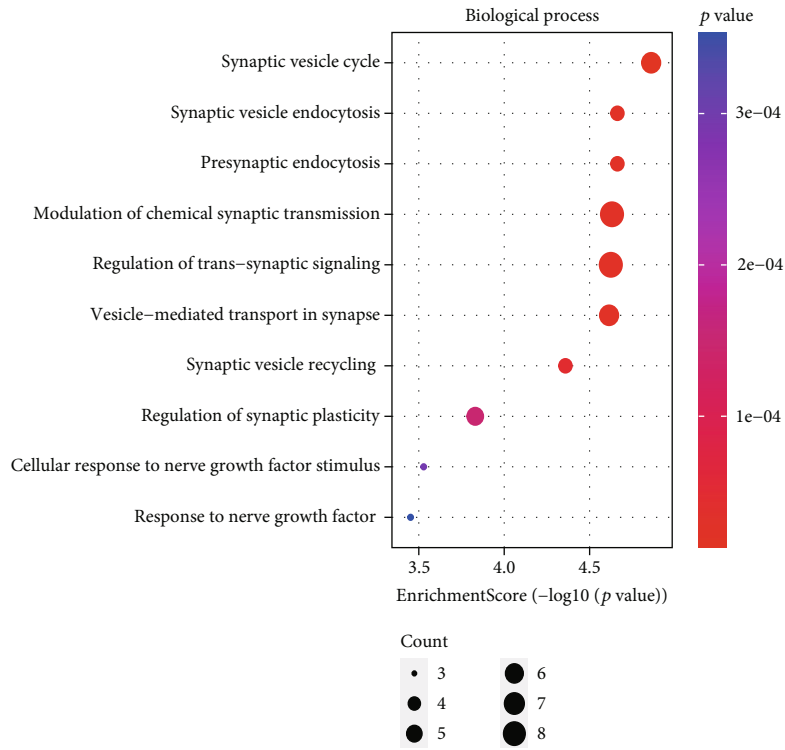 Biological process
p value
Synaptic vesicle cycle
Synaptic vesicle endocytosis
Presynaptic endocytosis
Modulation of chemical synaptic transmission
Regulation of trans−synaptic signaling
Vesicle−mediated transport in synapse
Synaptic vesicle recycling
Regulation of synaptic plasticity
Cellular response to nerve growth factor stimulus
Response to nerve growth factor
3e−04
2e−04
1e−04
3.5 4.0 4.5
EnrichmentScore (−log10 (p value))
Count
3 6
4 7
5 8